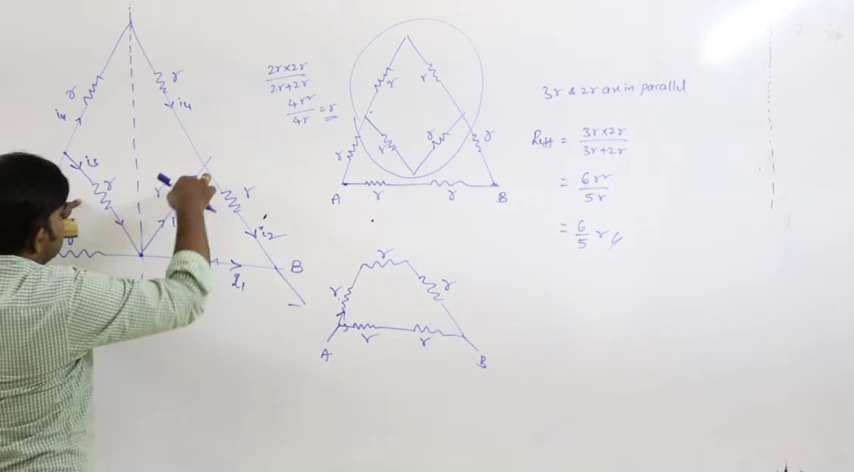 r
r
i4
i4
i3
r
r
r
i2
I1
B
2r×2r
2r+2r
4r²
4r
= r
r
r
r
r
r
r
r
r
A
B
r
r
r
r
r
A
B
3r & 2r are in parallel
Reff = 3r×2r
3r+2r
= 6r²
5r
= 6
5
r